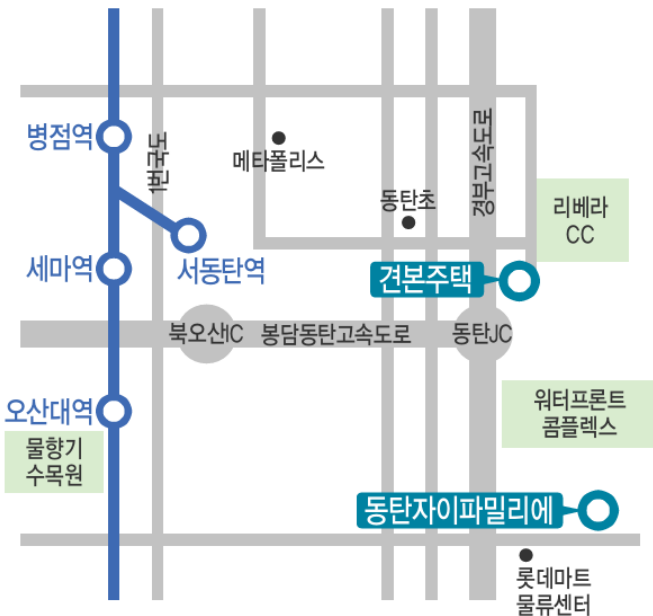 병점역
1번국도
메타폴리스
경부고속도로
동탄초
리베라
CC
세마역
서동탄역
견본주택
북오산IC
봉담동탄고속도로
동탄JC
오산대역
물향기
수목원
워터프론트
콤플렉스
동탄자이파밀리에
롯데마트
물류센터